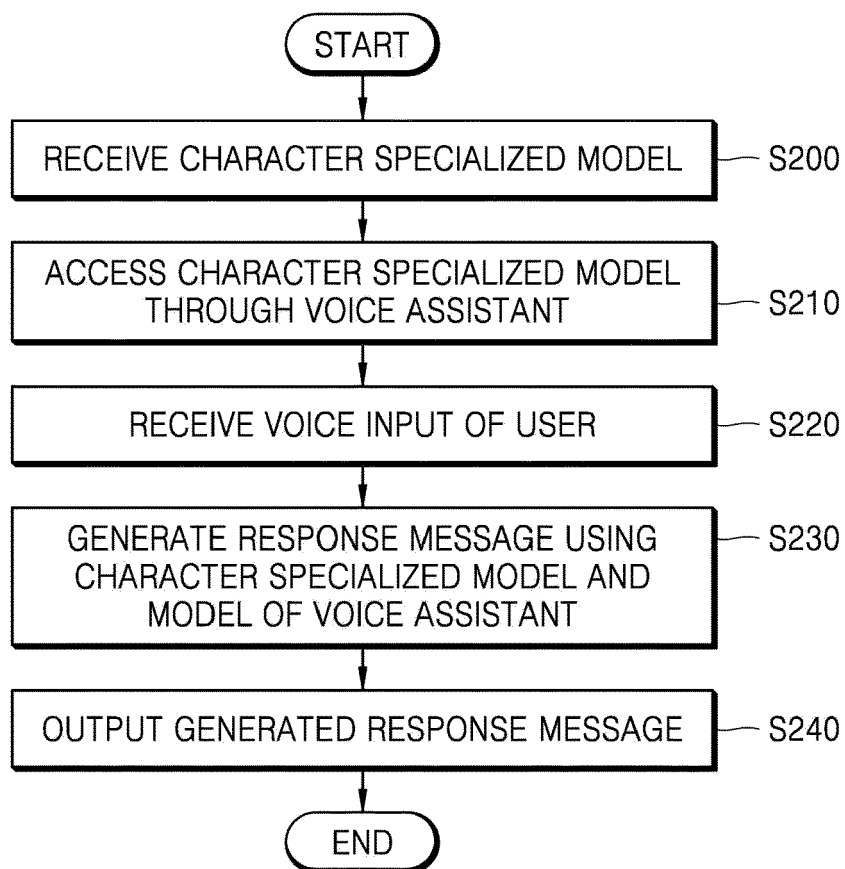 START
RECEIVE CHARACTER SPECIALIZED MODEL
S200
ACCESS CHARACTER SPECIALIZED MODEL
THROUGH VOICE ASSISTANT
S210
RECEIVE VOICE INPUT OF USER
S220
GENERATE RESPONSE MESSAGE USING
CHARACTER SPECIALIZED MODEL AND
MODEL OF VOICE ASSISTANT
S230
OUTPUT GENERATED RESPONSE MESSAGE
S240
END